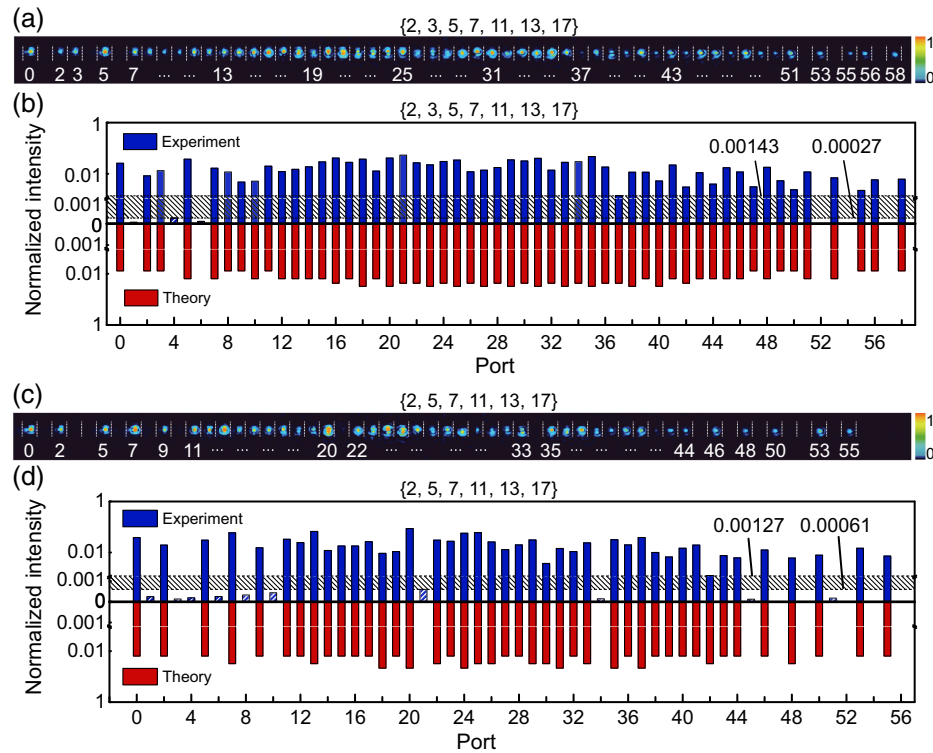 (a)
{2, 3, 5, 7, 11, 13, 17}
0 2 3 5 7 ... ... 13 ... ... 19 ... ... 25 ... ... 31 ... ... 37 ... ... 43 ... ... 51 53 55 56 58
1
0
(b)
{2, 3, 5, 7, 11, 13, 17}
Normalized intensity
1
0.01
0.001
0
0.001
0.01
1
Experiment
0.00143
0.00027
Theory
0 4 8 12 16 20 24 28 32 36 40 44 48 52 56
Port
(c)
{2, 5, 7, 11, 13, 17}
0 2 5 7 9 11 ... ... ... 20 22 ... ... ... 33 35 ... ... ... 44 46 48 50 53 55
1
0
(d)
{2, 5, 7, 11, 13, 17}
Normalized intensity
1
0.01
0.001
0
0.001
0.01
1
Experiment
0.00127
0.00061
Theory
0 4 8 12 16 20 24 28 32 36 40 44 48 52 56
Port